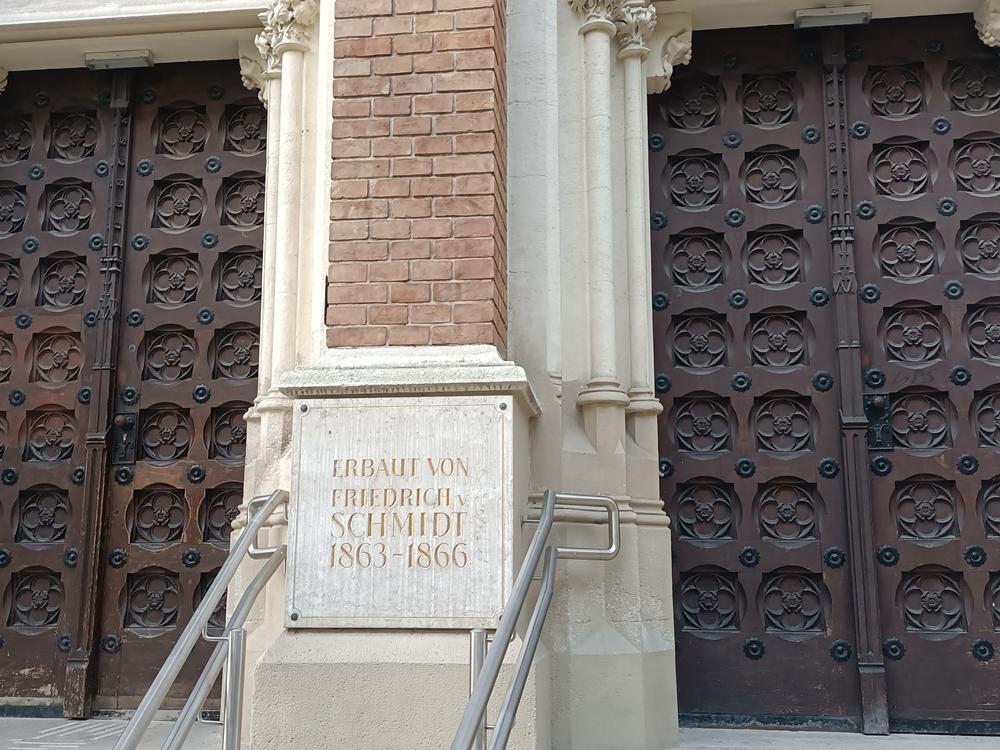 ERBAUT VON
FRIEDRICH v
SCHMIDT
1863-1866